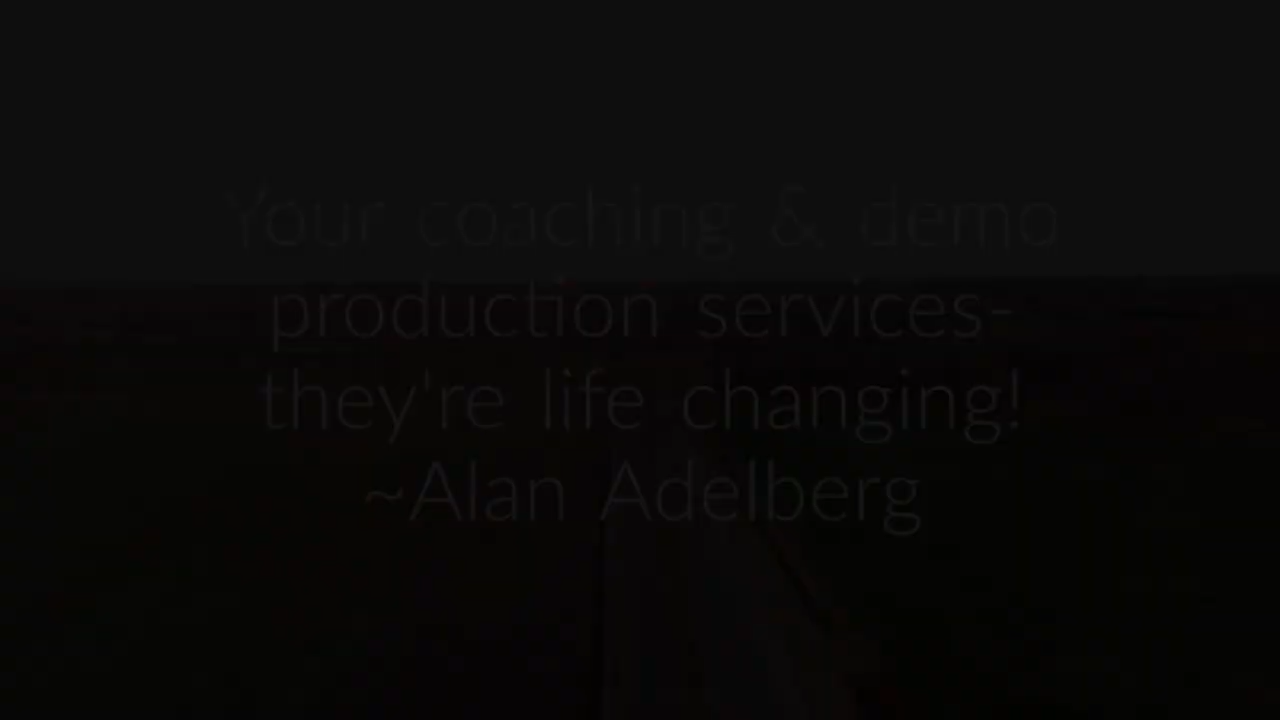 Your coaching & demo
production services-
they're life changing!
~Alan Adelberg